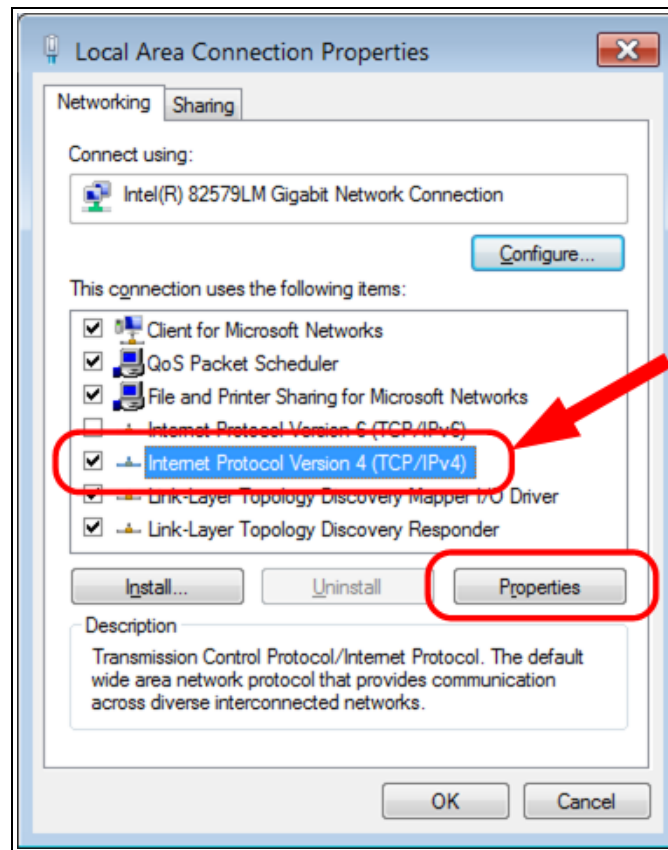 Local Area Connection Properties
Networking
Sharing
Connect using:
Intel(R) 82579LM Gigabit Network Connection
Configure...
This connection uses the following items:
Client for Microsoft Networks
QoS Packet Scheduler
File and Printer Sharing for Microsoft Networks
Internet Protocol Version 6 (TCP/IPv6)
Internet Protocol Version 4 (TCP/IPv4)
Link-Layer Topology Discovery Mapper I/O Driver
Link-Layer Topology Discovery Responder
Install...
Uninstall
Properties
Description
Transmission Control Protocol/Internet Protocol. The default
wide area network protocol that provides communication
across diverse interconnected networks.
OK
Cancel